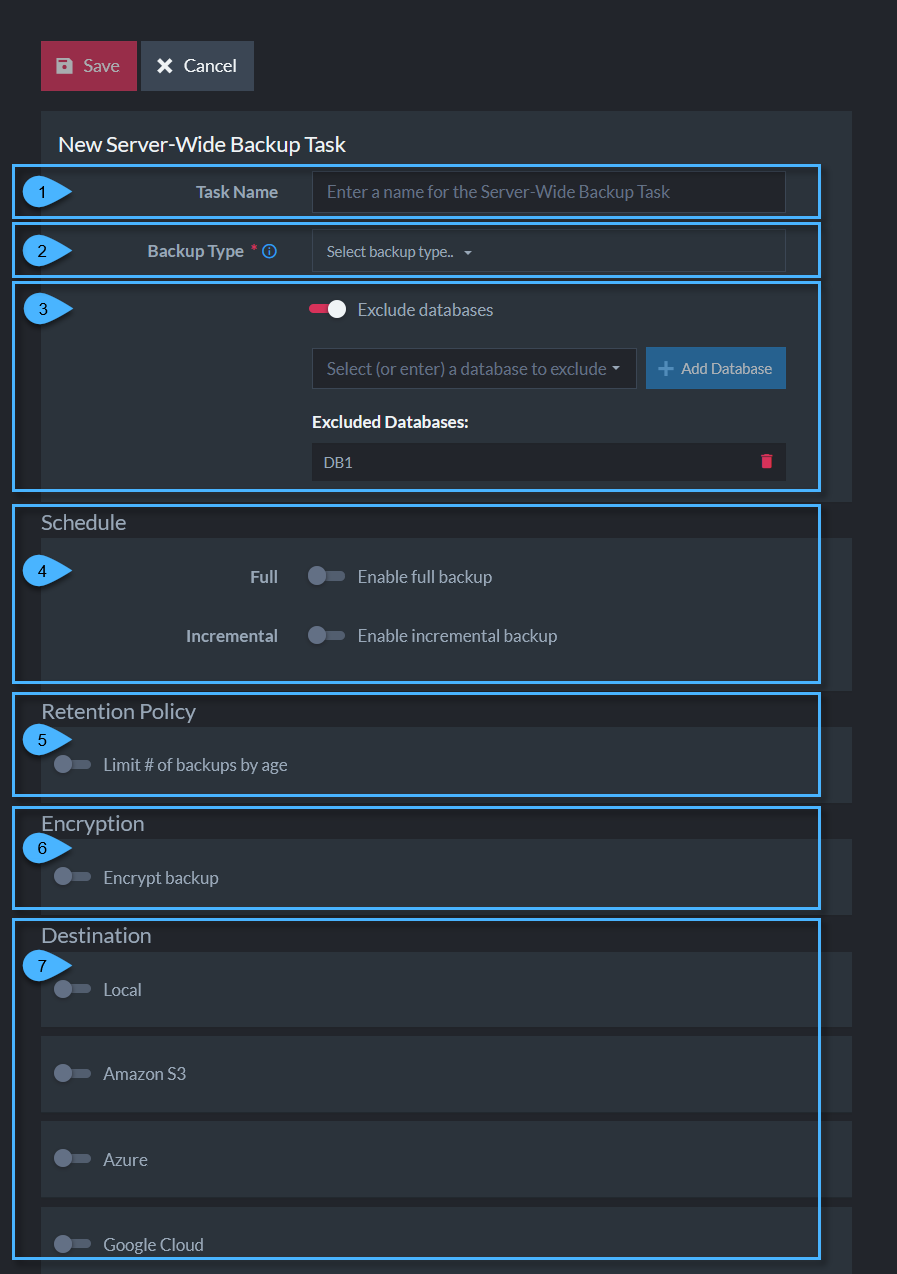 Save Cancel
New Server-Wide Backup Task
1 Task Name Enter a name for the Server-Wide Backup Task
2 Backup Type * Select backup type..
3 Exclude databases
Select (or enter) a database to exclude Add Database
Excluded Databases:
DB1
Schedule
4 Full Enable full backup
Incremental Enable incremental backup
Retention Policy
5
Limit # of backups by age
Encryption
6
Encrypt backup
Destination
7
Local
Amazon S3
Azure
Google Cloud